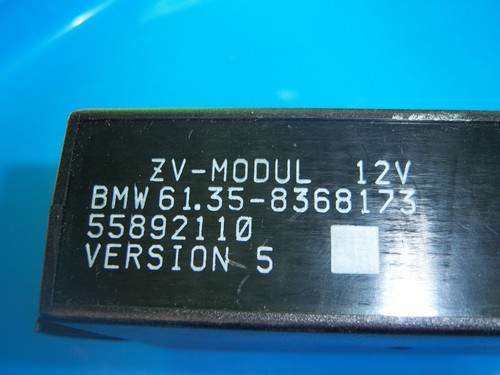 ZV-MODUL 12V
BMW 61.35-8368173
55892110
VERSION 5